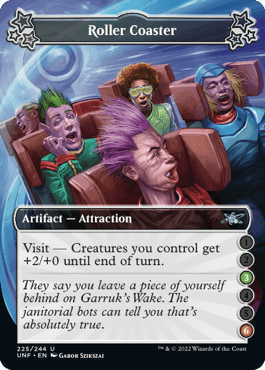 Roller Coaster
Artifact — Attraction
Visit — Creatures you control get
+2/+0 until end of turn.
They say you leave a piece of yourself
behind on Garruk's Wake. The
janitorial bots can tell you that's
absolutely true.
1
2
3
4
5
6
225/244 U
UNF • EN Gabor Szikszai
™ & © 2022 Wizards of the Coast